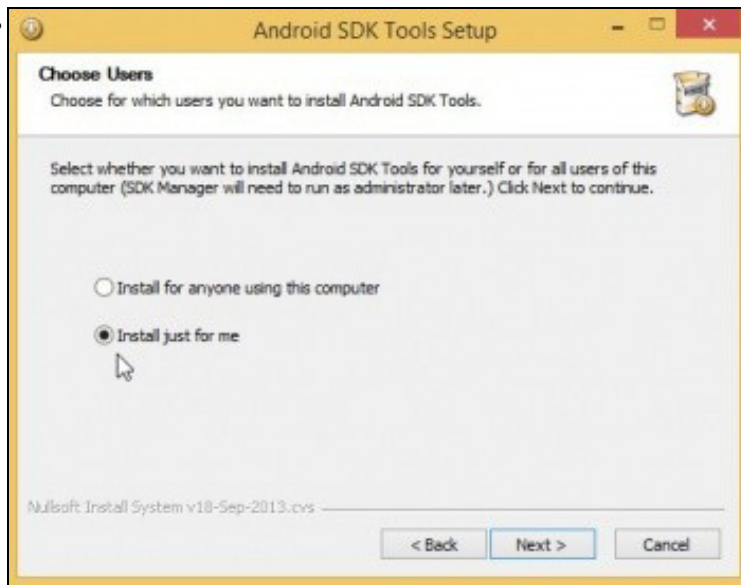 Android SDK Tools Setup
Choose Users
Choose for which users you want to install Android SDK Tools.
Select whether you want to install Android SDK Tools for yourself or for all users of this
computer (SDK Manager will need to run as administrator later.) Click Next to continue.
Install for anyone using this computer
Install just for me
Nullsoft Install System v18-Sep-2013.cvs
< Back Next > Cancel